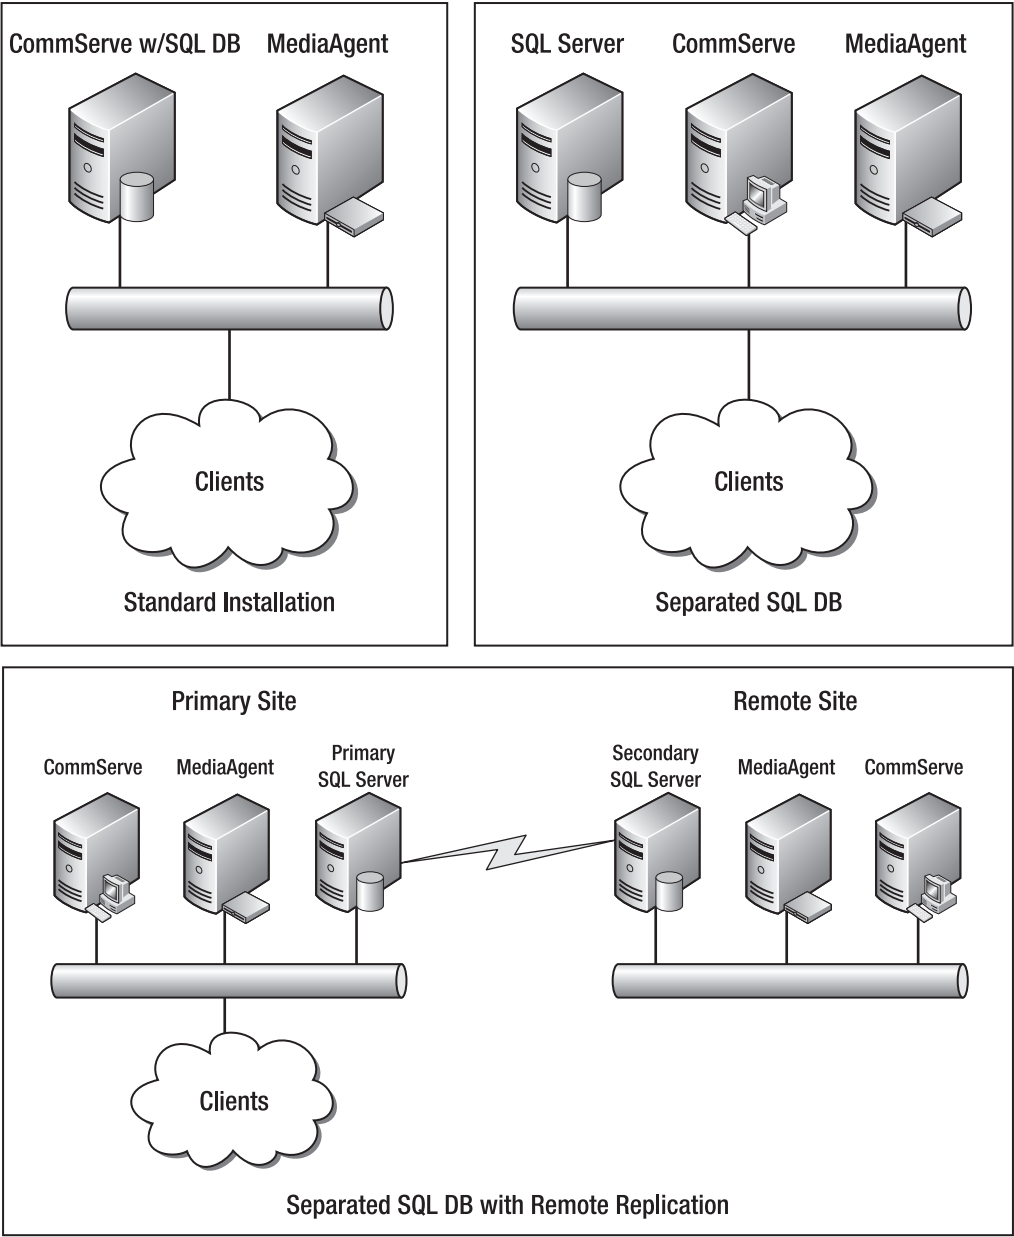 CommServe w/SQL DB
MediaAgent
Clients
Standard Installation
SQL Server
CommServe
MediaAgent
Clients
Separated SQL DB
Primary Site
CommServe
MediaAgent
Primary
SQL Server
Clients
Remote Site
Secondary
SQL Server
MediaAgent
CommServe
Separated SQL DB with Remote Replication